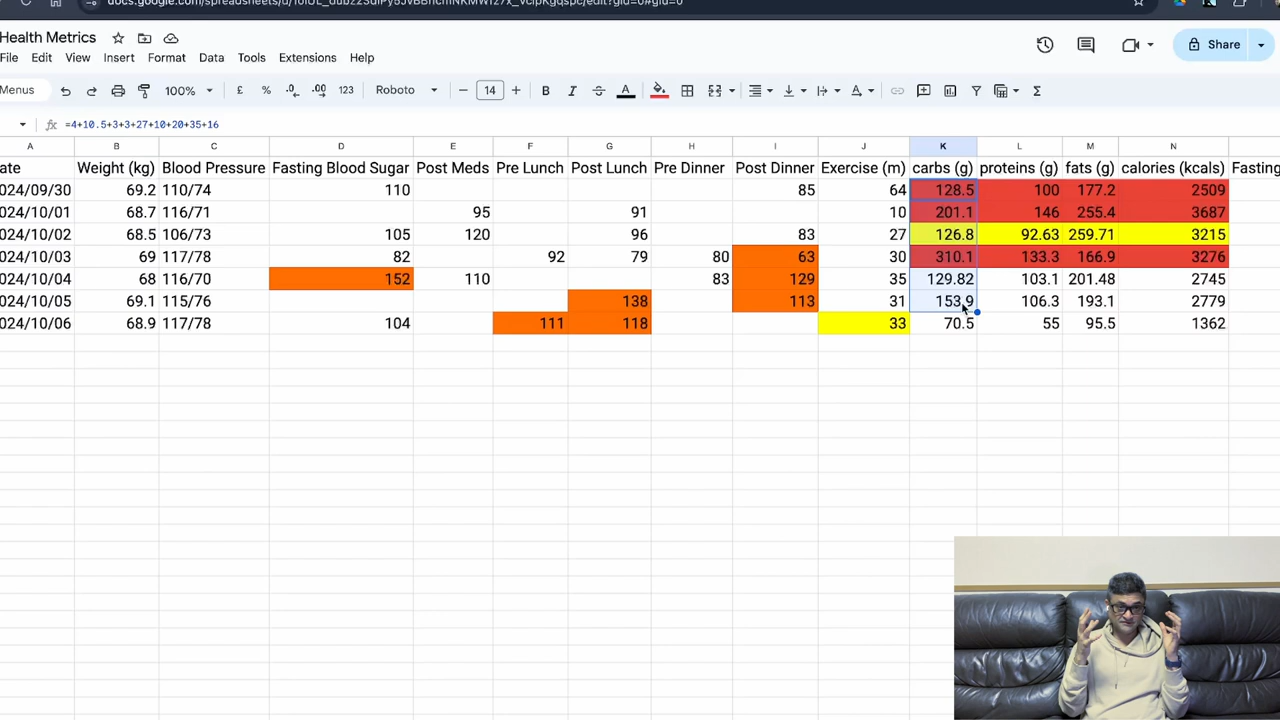 Health Metrics
File Edit View Insert Format Data Tools Extensions Help
Share
Menus 100% £ % .0 .00 123 Roboto 14 B I S A
=4+10.5+3+3+27+10+20+35+16
A B C D E F G H I J K L M N
ate Weight (kg) Blood Pressure Fasting Blood Sugar Post Meds Pre Lunch Post Lunch Pre Dinner Post Dinner Exercise (m) carbs (g) proteins (g) fats (g) calories (kcals) Fasting
024/09/30 69.2 110/74 110 85 64 128.5 100 177.2 2509
024/10/01 68.7 116/71 95 91 10 201.1 146 255.4 3687
024/10/02 68.5 106/73 105 120 96 83 27 126.8 92.63 259.71 3215
024/10/03 69 117/78 82 92 79 80 63 30 310.1 133.3 166.9 3276
024/10/04 68 116/70 152 110 83 129 35 129.82 103.1 201.48 2745
024/10/05 69.1 115/76 138 113 31 153.9 106.3 193.1 2779
024/10/06 68.9 117/78 104 111 118 33 70.5 55 95.5 1362